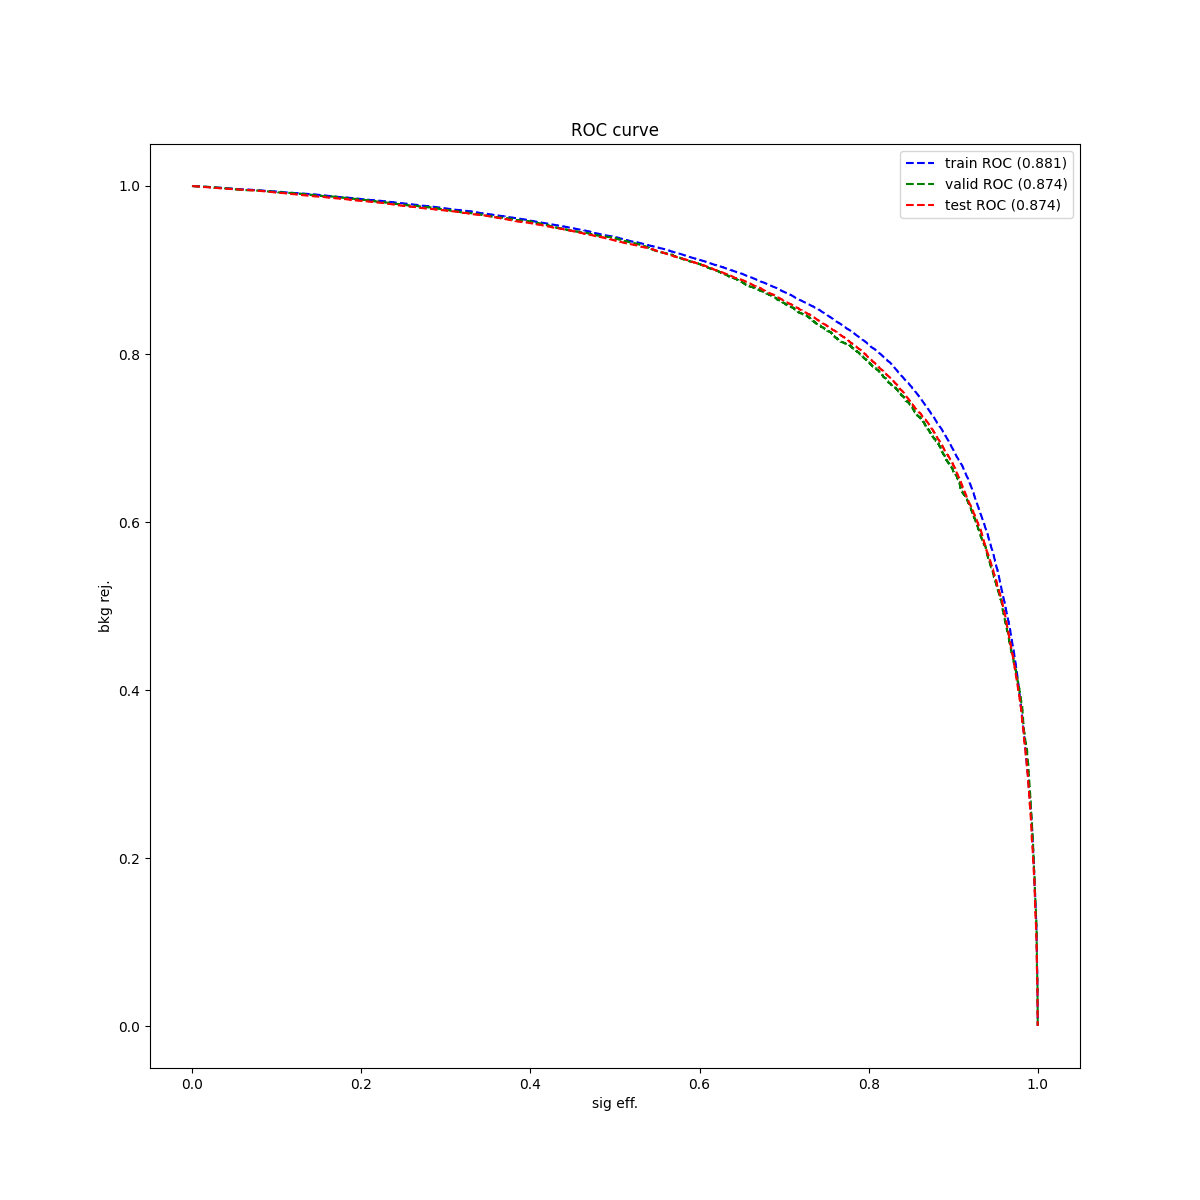 ROC curve
train ROC (0.881)
valid ROC (0.874)
test ROC (0.874)
1.0
0.8
0.6
0.4
0.2
0.0
bkg rej.
0.0 0.2 0.4 0.6 0.8 1.0
sig eff.